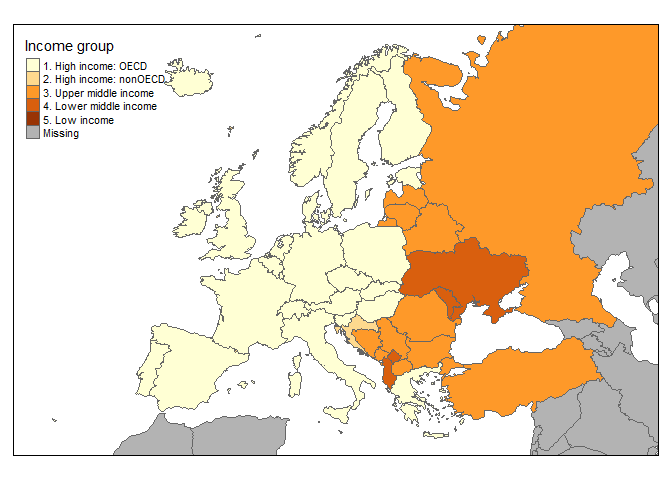 Income group
1. High income: OECD
2. High income: nonOECD
3. Upper middle income
4. Lower middle income
5. Low income
Missing